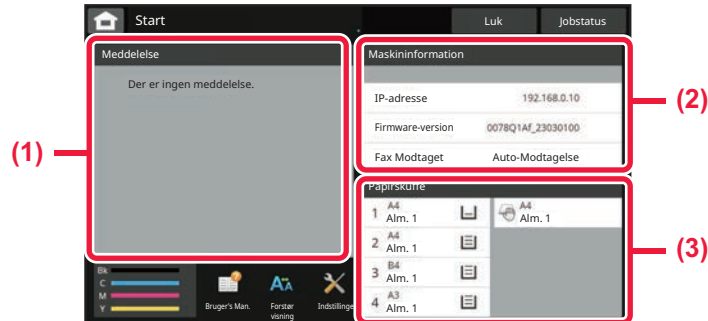 Start
Luk
Jobstatus
Meddelelse
Der er ingen meddelelse.
Maskininformation
IP-adresse 192.168.0.10
Firmware-version 0078Q1Af_23030100
Fax Modtaget Auto-Modtagelse
Papirskuffe
1 A4
Alm. 1
A4
Alm. 1
2 A4
Alm. 1
3 B4
Alm. 1
4 A3
Alm. 1
Bk
C
M
Y
Bruger's Man.
Forstør
visning
Indstillinge
(1)
(2)
(3)